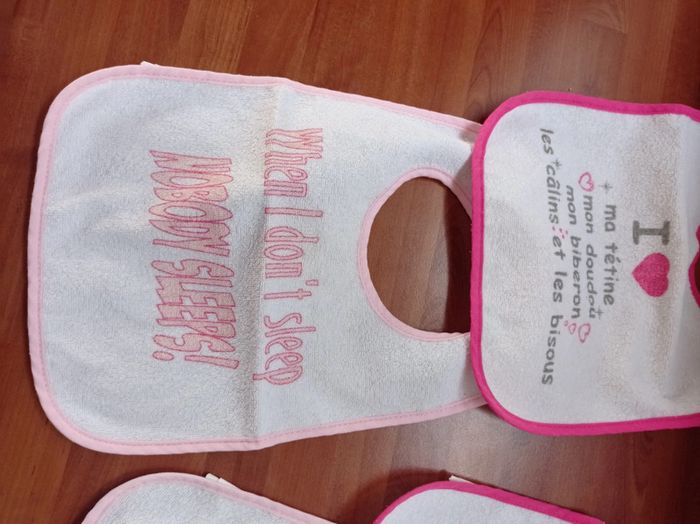 When I don't sleep
NOBODY SLEEPS!
I ♥
ma tétine
mon doudou
mon biberon
les câlins et les bisous